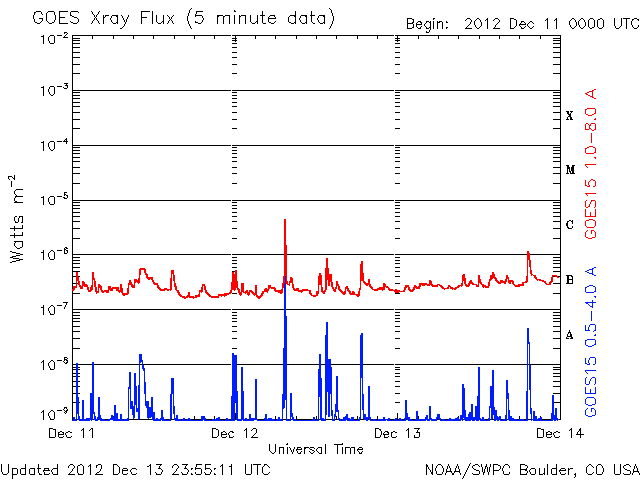 GOES Xray Flux (5 minute data)
Begin: 2012 Dec 11 0000 UTC
10⁻²
10⁻³
10⁻⁴
10⁻⁵
10⁻⁶
10⁻⁷
10⁻⁸
10⁻⁹
Watts m⁻²
X
M
C
B
A
GOES15 1.0-8.0 A
GOES15 0.5-4.0 A
Dec 11
Dec 12
Dec 13
Dec 14
Universal Time
Updated 2012 Dec 13 23:55:11 UTC
NOAA/SWPC Boulder, CO USA